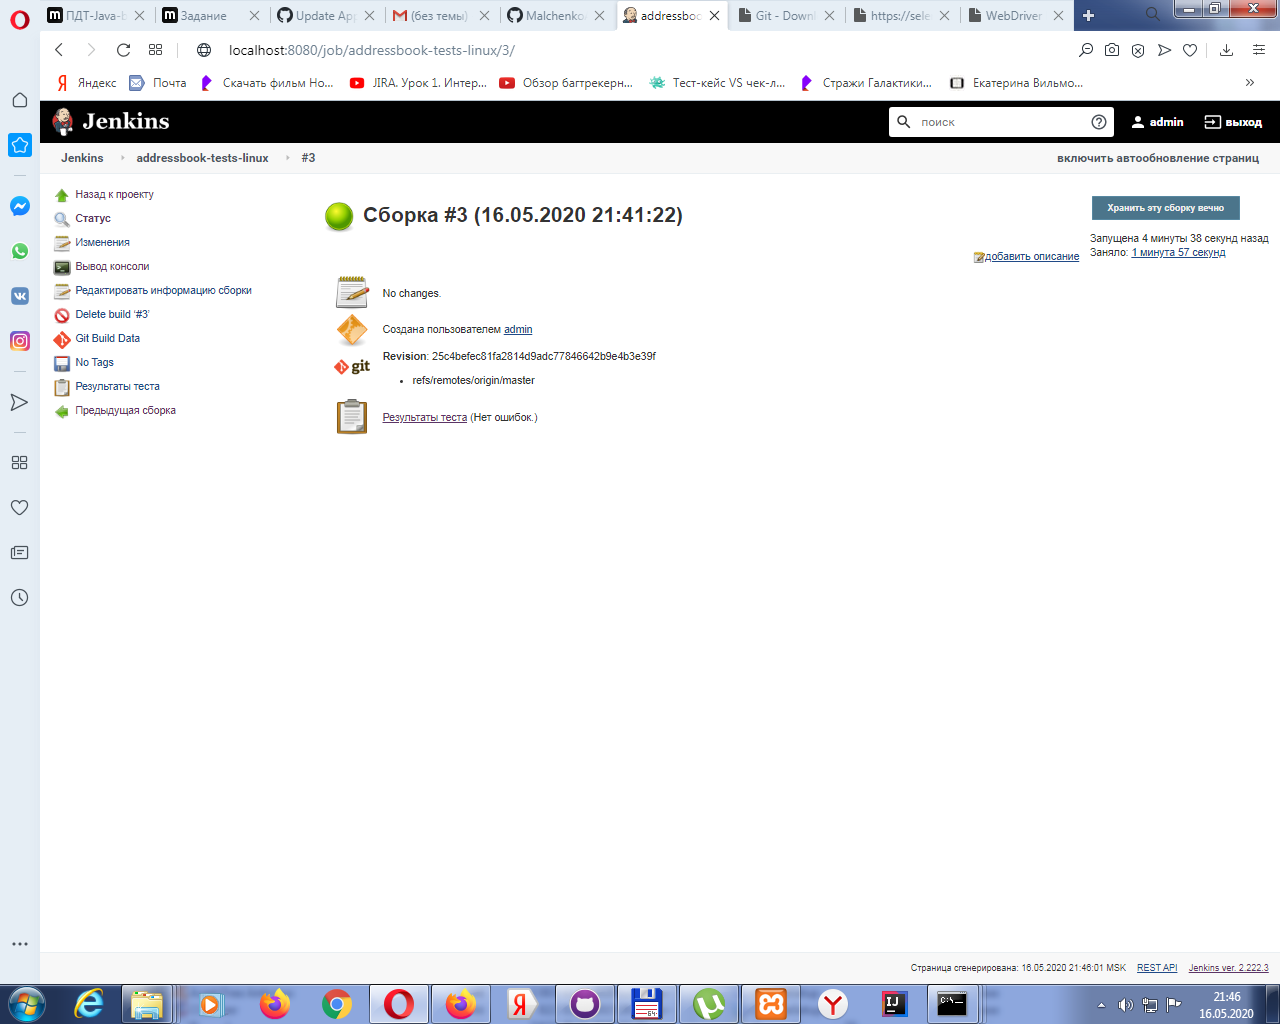 ПДТ-Java-b
Задание
Update App
(без темы)
Malchenko
addressboo
Git - Downl
https://sele
WebDriver
localhost:8080/job/addressbook-tests-linux/3/
Яндекс
Почта
Скачать фильм Но...
JIRA. Урок 1. Интер...
Обзор багтрекерн...
Тест-кейс VS чек-л...
Стражи Галактики...
Екатерина Вильмо...
Jenkins
поиск
admin
выход
Jenkins
addressbook-tests-linux
#3
включить автообновление страниц
Назад к проекту
Статус
Изменения
Вывод консоли
Редактировать информацию сборки
Delete build ‘#3’
Git Build Data
No Tags
Результаты теста
Предыдущая сборка
Сборка #3 (16.05.2020 21:41:22)
Хранить эту сборку вечно
Запущена 4 минуты 38 секунд назад
Заняло: 1 минута 57 секунд
добавить описание
No changes.
Создана пользователем admin
git
Revision: 25c4befec81fa2814d9adc77846642b9e4b3e39f
refs/remotes/origin/master
Результаты теста (Нет ошибок.)
Страница сгенерирована: 16.05.2020 21:46:01 MSK
REST API
Jenkins ver. 2.222.3
21:46
16.05.2020